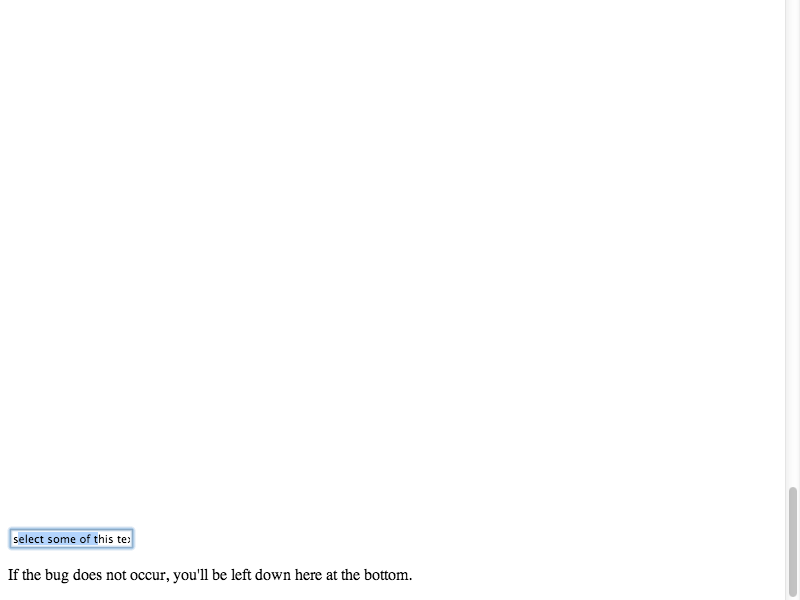 select some of this te
If the bug does not occur, you'll be left down here at the bottom.